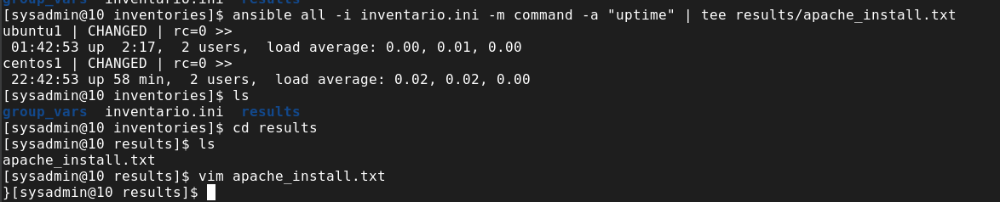 group_vars  inventario.ini  results
[sysadmin@10 inventories]$ ansible all -i inventario.ini -m command -a "uptime" | tee results/apache_install.txt
ubuntu1 | CHANGED | rc=0 >>
 01:42:53 up  2:17,  2 users,  load average: 0.00, 0.01, 0.00
centos1 | CHANGED | rc=0 >>
 22:42:53 up 58 min,  2 users,  load average: 0.02, 0.02, 0.00
[sysadmin@10 inventories]$ ls
group_vars  inventario.ini  results
[sysadmin@10 inventories]$ cd results
[sysadmin@10 results]$ ls
apache_install.txt
[sysadmin@10 results]$ vim apache_install.txt
}[sysadmin@10 results]$